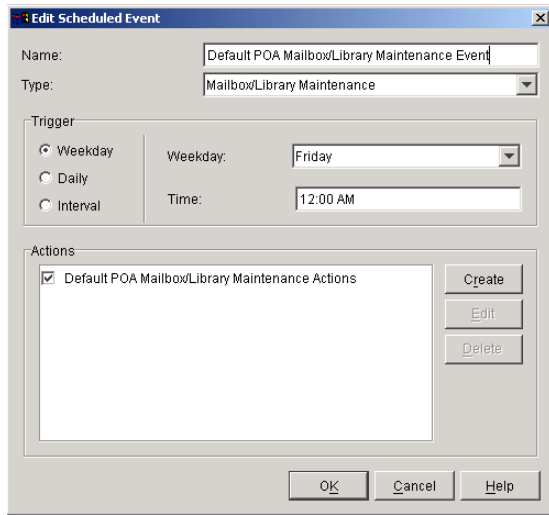 Edit Scheduled Event
Name: Default POA Mailbox/Library Maintenance Event
Type: Mailbox/Library Maintenance
Trigger
Weekday
Weekday: Friday
Daily
Interval
Time: 12:00 AM
Actions
Default POA Mailbox/Library Maintenance Actions
Create
Edit
Delete
OK Cancel Help